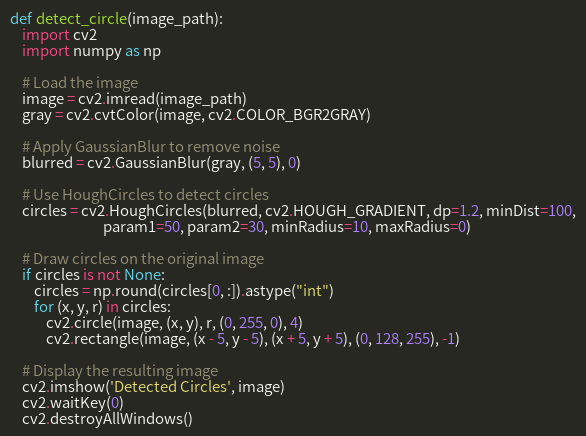 def detect_circle(image_path):
    import cv2
    import numpy as np

    # Load the image
    image = cv2.imread(image_path)
    gray = cv2.cvtColor(image, cv2.COLOR_BGR2GRAY)

    # Apply GaussianBlur to remove noise
    blurred = cv2.GaussianBlur(gray, (5, 5), 0)

    # Use HoughCircles to detect circles
    circles = cv2.HoughCircles(blurred, cv2.HOUGH_GRADIENT, dp=1.2, minDist=100,
                               param1=50, param2=30, minRadius=10, maxRadius=0)

    # Draw circles on the original image
    if circles is not None:
        circles = np.round(circles[0, :]).astype("int")
        for (x, y, r) in circles:
            cv2.circle(image, (x, y), r, (0, 255, 0), 4)
            cv2.rectangle(image, (x - 5, y - 5), (x + 5, y + 5), (0, 128, 255), -1)

    # Display the resulting image
    cv2.imshow('Detected Circles', image)
    cv2.waitKey(0)
    cv2.destroyAllWindows()